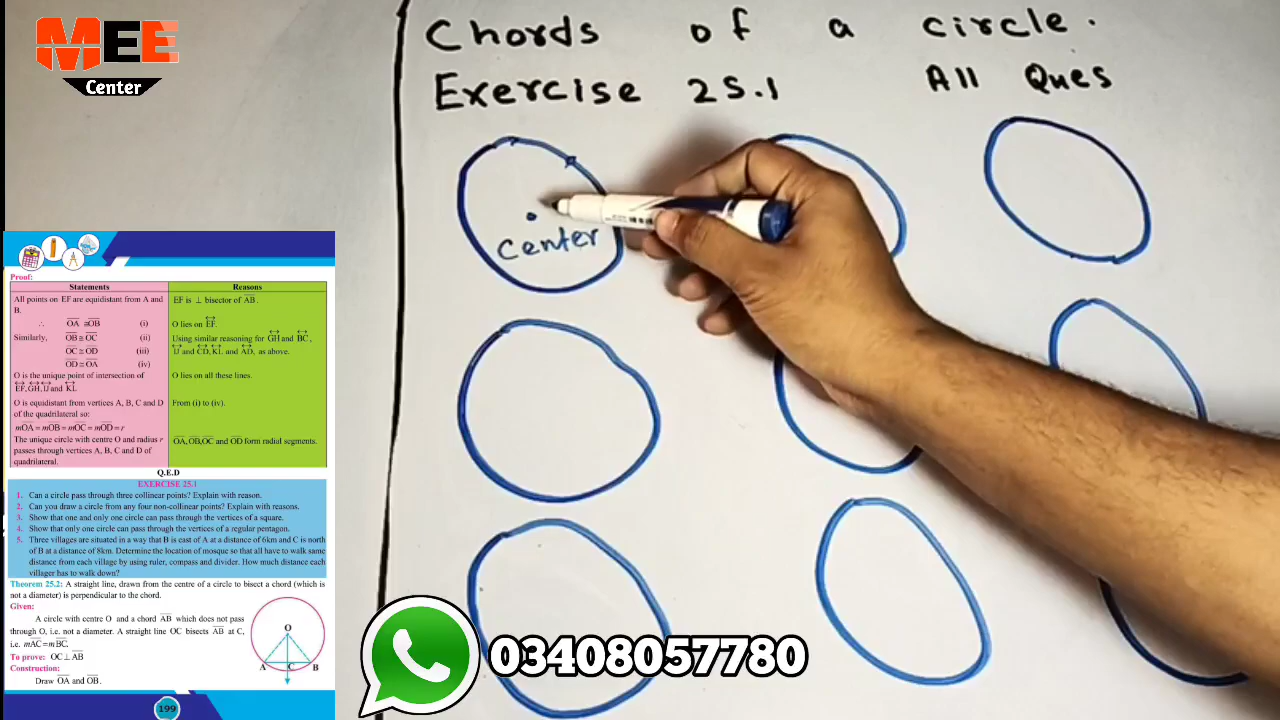 MEE
Center
Chords of a circle.
Exercise 25.1 All Ques
center
Proof:
Statements
Reasons
All points on EF are equidistant from A and
B.
EF is ⊥ bisector of AB.
∴ OA ≅ OB (i)
O lies on EF.
Similarly, OB ≅ OC (ii)
Using similar reasoning for GH and BC,
OC ≅ OD (iii)
IJ and CD, KL and AD, as above.
OD ≅ OA (iv)
O is the unique point of intersection of
EF, GH, IJ and KL
O lies on all these lines.
O is equidistant from vertices A, B, C and D
of the quadrilateral so:
From (i) to (iv).
mOA = mOB = mOC = mOD = r
The unique circle with centre O and radius r
passes through vertices A, B, C and D of
quadrilateral.
OA, OB, OC and OD form radial segments.
Q.E.D
EXERCISE 25.1
1. Can a circle pass through three collinear points? Explain with reason.
2. Can you draw a circle from any four non-collinear points? Explain with reasons.
3. Show that one and only one circle can pass through the vertices of a square.
4. Show that only one circle can pass through the vertices of a regular pentagon.
5. Three villages are situated in a way that B is east of A at a distance of 6km and C is north
of B at a distance of 8km. Determine the location of mosque so that all have to walk same
distance from each village by using ruler, compass and divider. How much distance each
villager has to walk down?
Theorem 25.2: A straight line, drawn from the centre of a circle to bisect a chord (which is
not a diameter) is perpendicular to the chord.
Given:
A circle with centre O and a chord AB which does not pass
through O, i.e. not a diameter. A straight line OC bisects AB at C,
i.e. mAC = mBC.
To prove: OC ⊥ AB
Construction:
Draw OA and OB.
O
A C B
199
03408057780